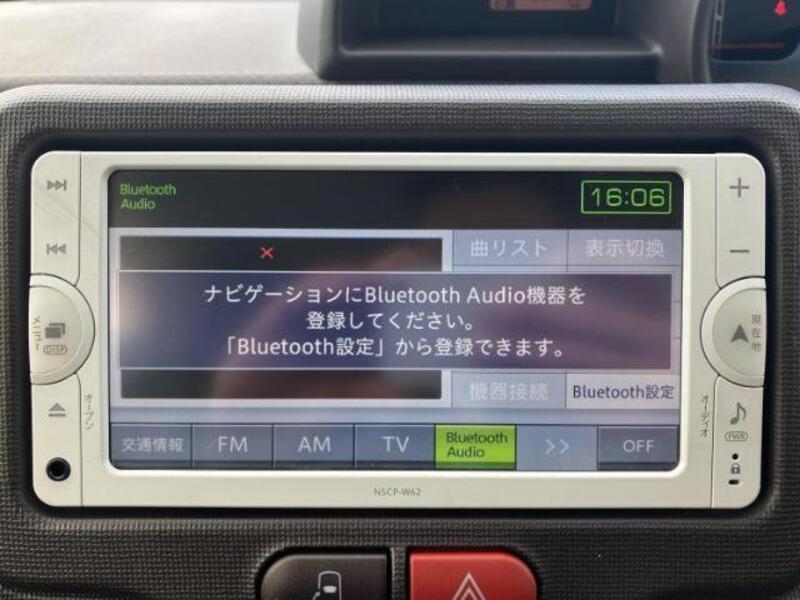 Bluetooth
Audio
16:06
曲リスト
表示切換
ナビゲーションにBluetooth Audio機器を
登録してください。
「Bluetooth設定」から登録できます。
機器接続
Bluetooth設定
交通情報
FM
AM
TV
Bluetooth
Audio
>>
OFF
メニュー
DISP
オープン
現在地
オーディオ
PWR
NSCP-W62